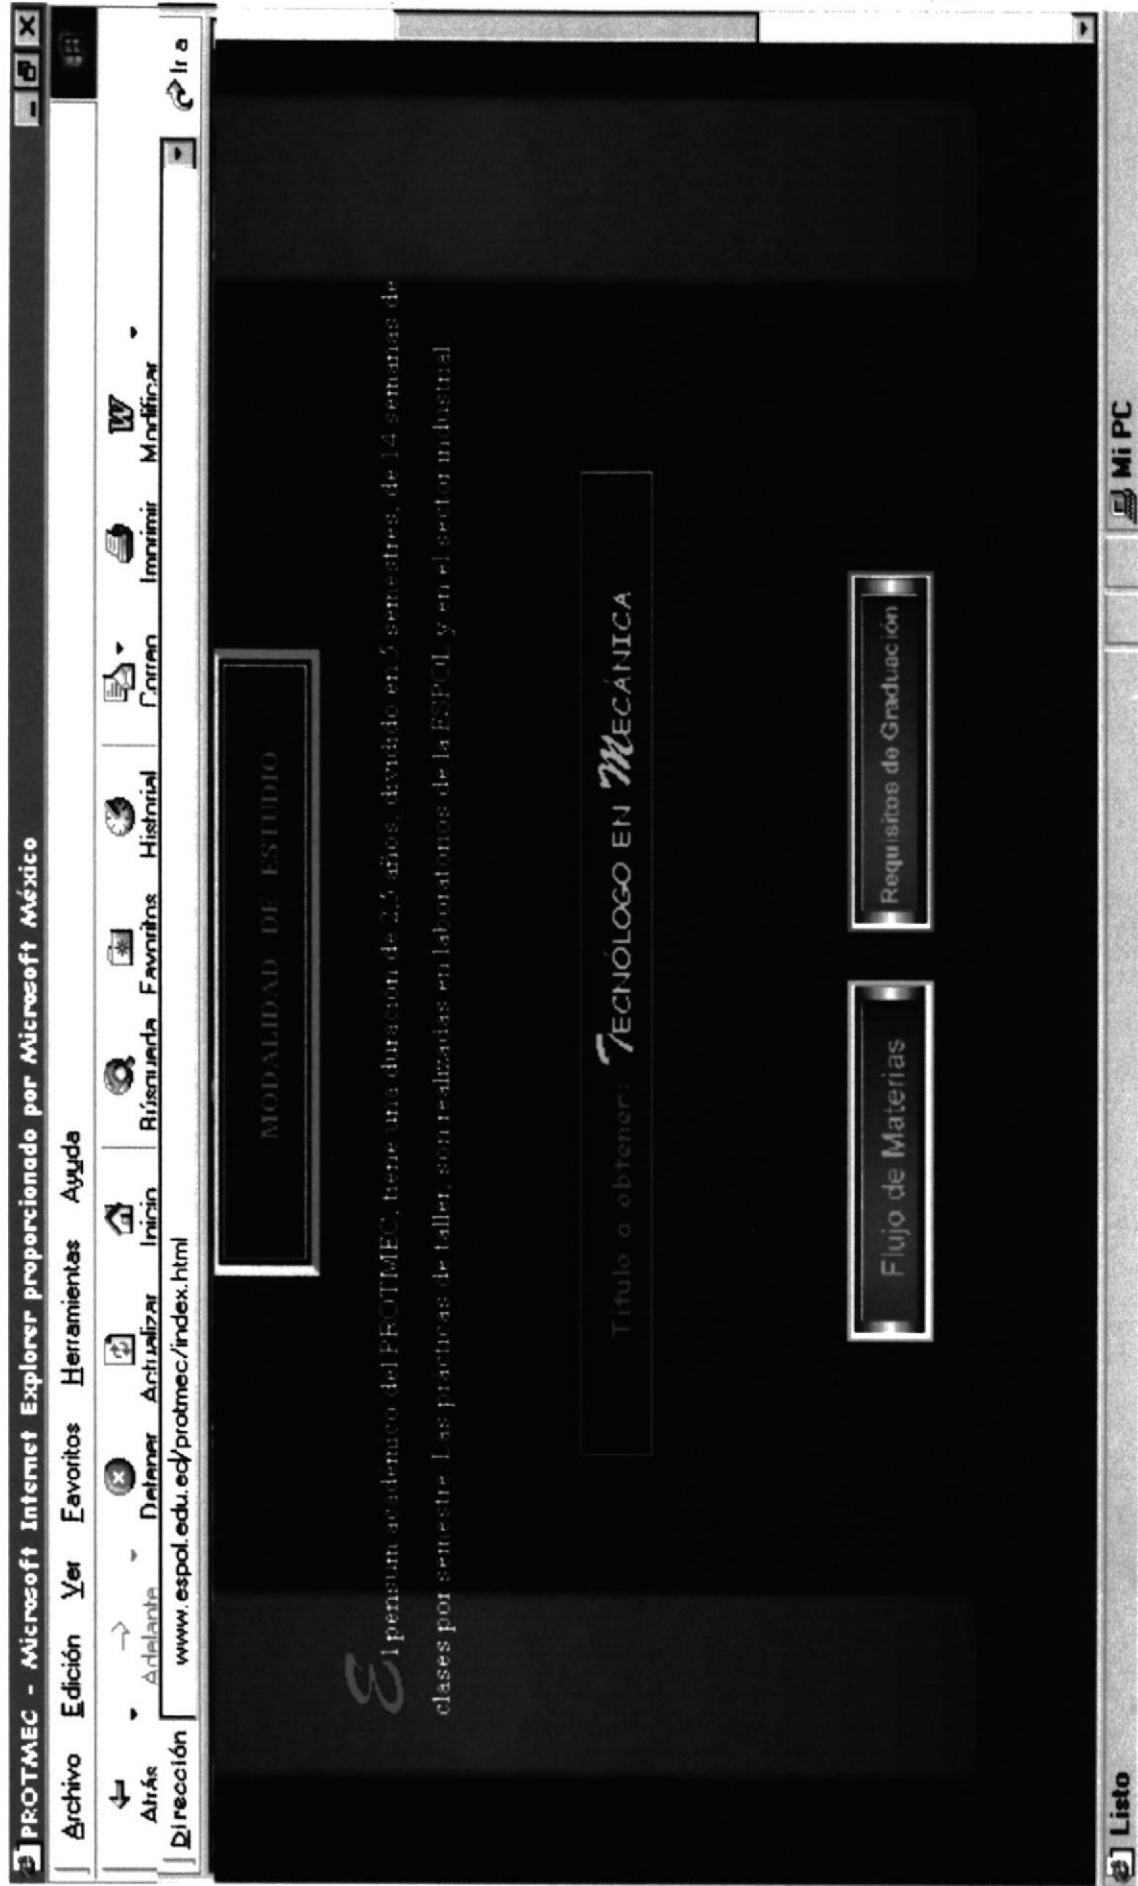 PROTMEC - Microsoft Internet Explorer proporcionado por Microsoft México
Archivo Edición Ver Favoritos Herramientas Ayuda
Atrás Adelante Detener Actualizar Inicio Búsqueda Favoritos Historial Correo Imprimir Modificar
Dirección www.espol.edu.ed/protmec/index.html Ir a
MODALIDAD DE ESTUDIO
El pensum academico del PROTMEC, tiene una duracion de 2,5 años, dividido en 5 semestres, de 14 semanas de
clases por semestre Las prácticas de taller, son realizadas en laboratorios de la ESPOL y en el sector industrial
Título a obtener: TECNÓLOGO EN MECÁNICA
Flujo de Materias Requisitos de Graduación
Listo Mi PC